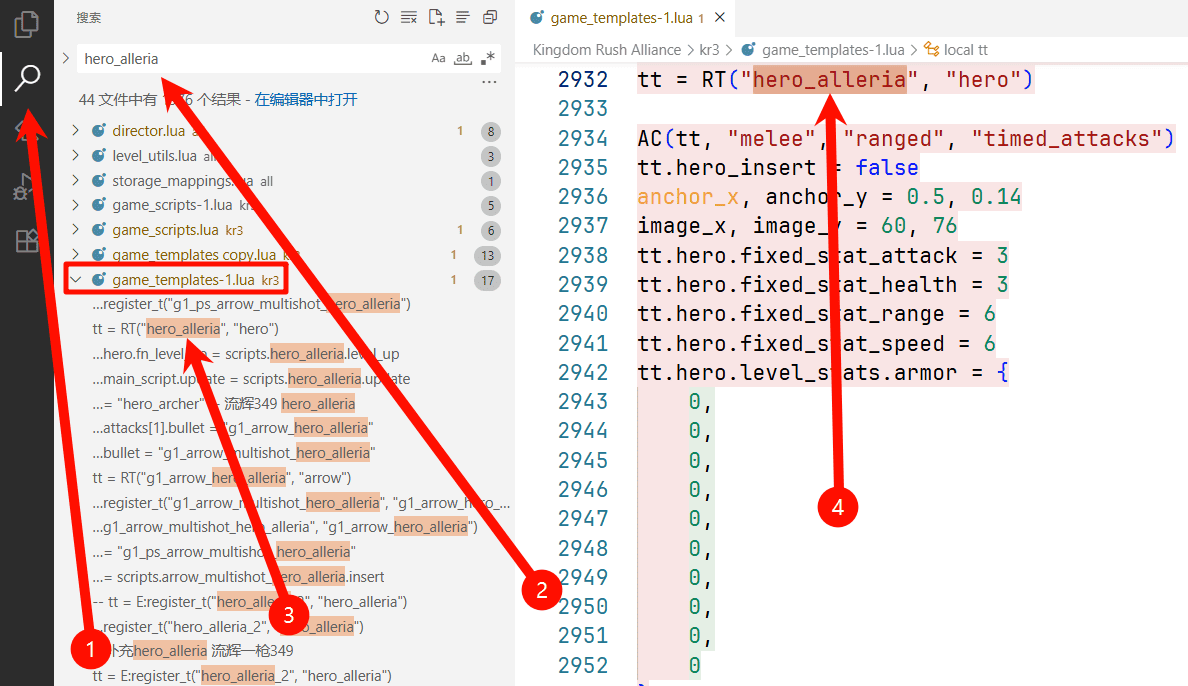 搜索
hero_alleria
Aa ab .*
44 文件中有 个结果 - 在编辑器中打开
director.lua 1 8
level_utils.lua 3
storage_mappings.lua all 1
game_scripts-1.lua 5
game_scripts.lua kr3 1 6
game_templates copy.lua 1 13
game_templates-1.lua kr3 1 17
...register_t("g1_ps_arrow_multishot_hero_alleria")
tt = RT("hero_alleria", "hero")
...hero.fn_level_up = scripts.hero_alleria.level_up
...main_script.update = scripts.hero_alleria.update
...= "hero_archer" -- 流辉349 hero_alleria
...attacks[1].bullet = "g1_arrow_hero_alleria"
...bullet = "g1_arrow_multishot_hero_alleria"
tt = RT("g1_arrow_hero_alleria", "arrow")
...register_t("g1_arrow_multishot_hero_alleria", "g1_arrow_hero_...
...g1_arrow_multishot_hero_alleria", "g1_arrow_hero_alleria")
...= "g1_ps_arrow_multishot_hero_alleria"
...= scripts.arrow_multishot_hero_alleria.insert
-- tt = E:register_t("hero_alleria_2", "hero_alleria")
...register_t("hero_alleria_2", "hero_alleria")
补充hero_alleria 流辉一枪349
tt = E:register_t("hero_alleria_2", "hero_alleria")
1
2
3
game_templates-1.lua 1
Kingdom Rush Alliance > kr3 > game_templates-1.lua > local tt
2932 tt = RT("hero_alleria", "hero")
2933
2934 AC(tt, "melee", "ranged", "timed_attacks")
2935 tt.hero_insert = false
2936 anchor_x, anchor_y = 0.5, 0.14
2937 image_x, image_y = 60, 76
2938 tt.hero.fixed_stat_attack = 3
2939 tt.hero.fixed_stat_health = 3
2940 tt.hero.fixed_stat_range = 6
2941 tt.hero.fixed_stat_speed = 6
2942 tt.hero.level_stats.armor = {
2943 0,
2944 0,
2945 0,
2946 0,
2947 0,
2948 0,
2949 0,
2950 0,
2951 0,
2952 0
4